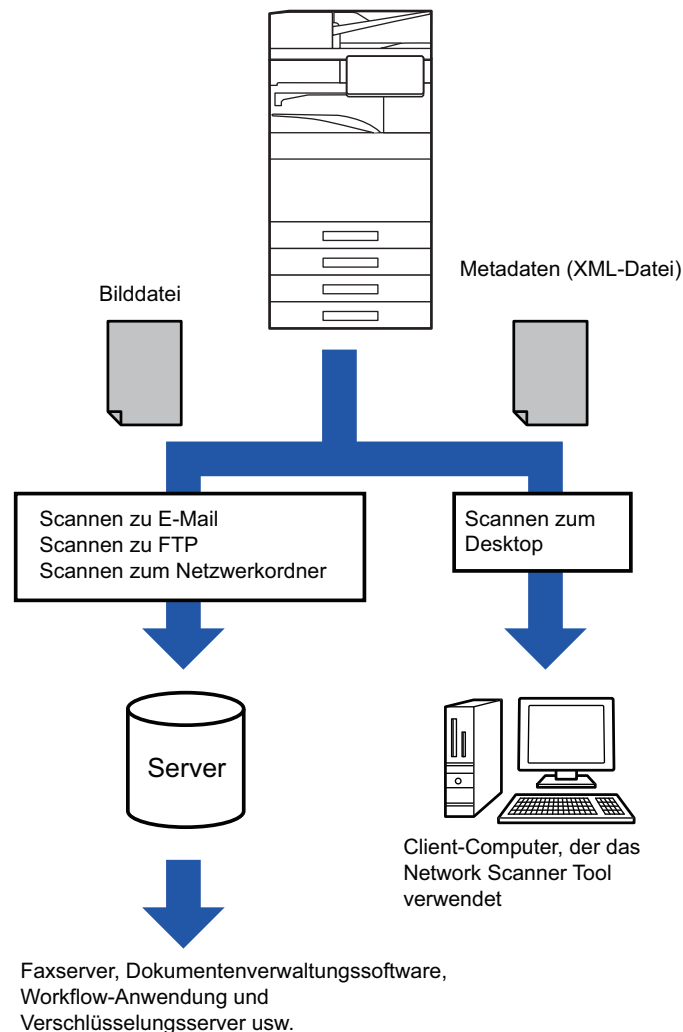 Metadaten (XML-Datei)
Bilddatei
Scannen zu E-Mail
Scannen zu FTP
Scannen zum Netzwerkordner
Scannen zum
Desktop
Server
Client-Computer, der das
Network Scanner Tool
verwendet
Faxserver, Dokumentenverwaltungssoftware,
Workflow-Anwendung und
Verschlüsselungsserver usw.